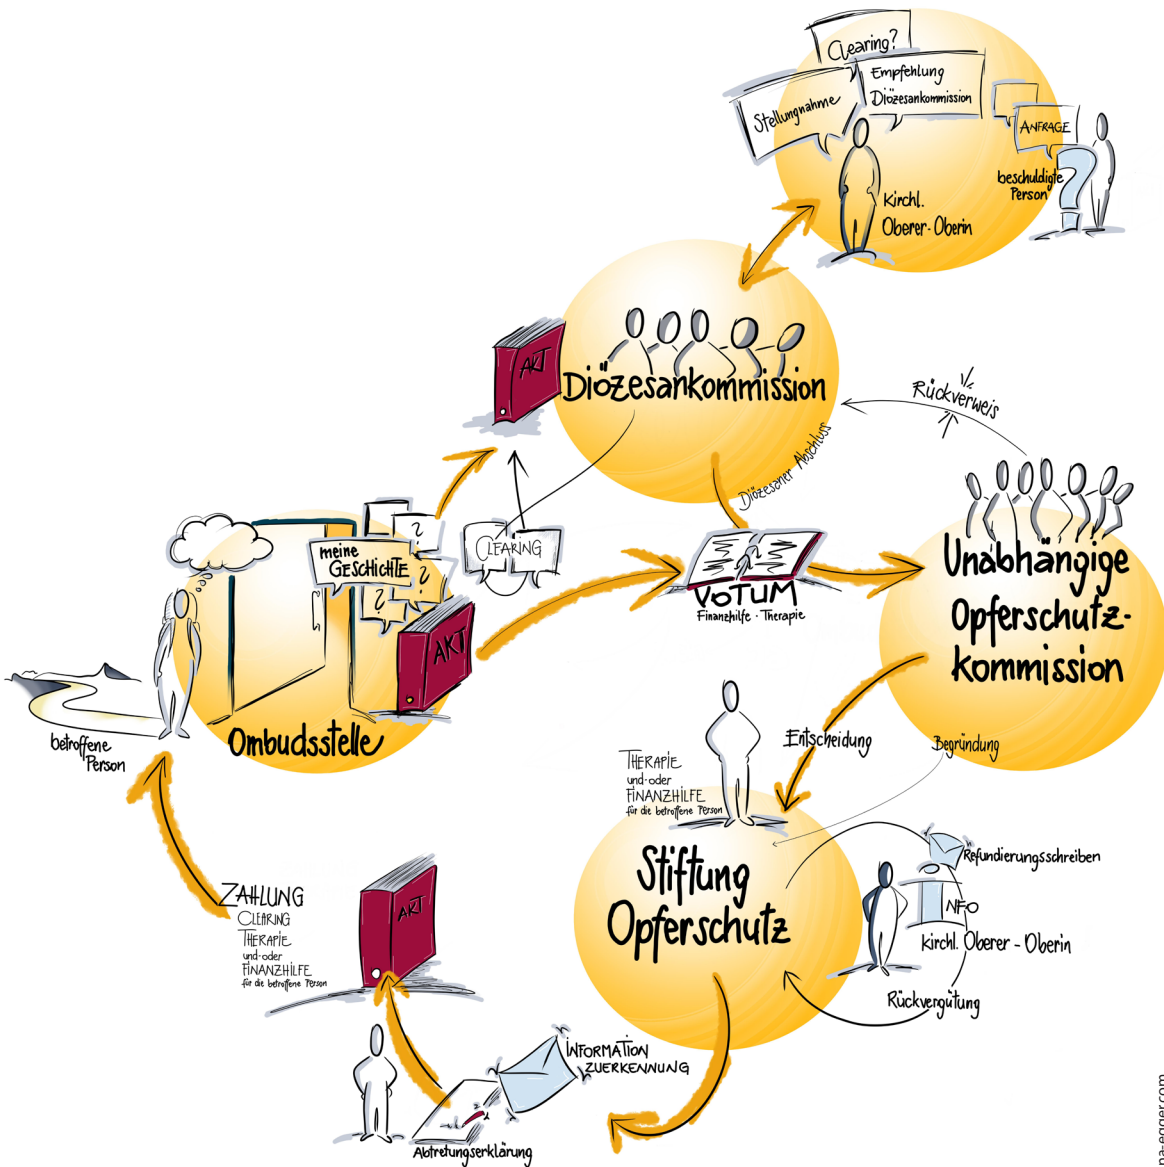 Clearing?
Empfehlung
Diözesankommission
Stellungnahme
ANFRAGE
beschuldigte
Person
Kirchl.
Oberer-Oberin
AKT
Diözesankommission
Rückverweis
Diözesaner Abschluss
CLEARING
meine
GESCHICHTE
?
?
?
AKT
VOTUM
Finanzhilfe - Therapie
Unabhängige
Opferschutz-
kommission
Ombudsstelle
betroffene
Person
Entscheidung
Begründung
THERAPIE
und-oder
FINANZHILFE
für die betroffene Person
Stiftung
Opferschutz
Refundierungsschreiben
INFO
Kirchl. Oberer - Oberin
Rückvergütung
ZAHLUNG
CLEARING
THERAPIE
und-oder
FINANZHILFE
für die betroffene Person
AKT
INFORMATION
ZUERKENNUNG
Abtretungserklärung
na-egger.com